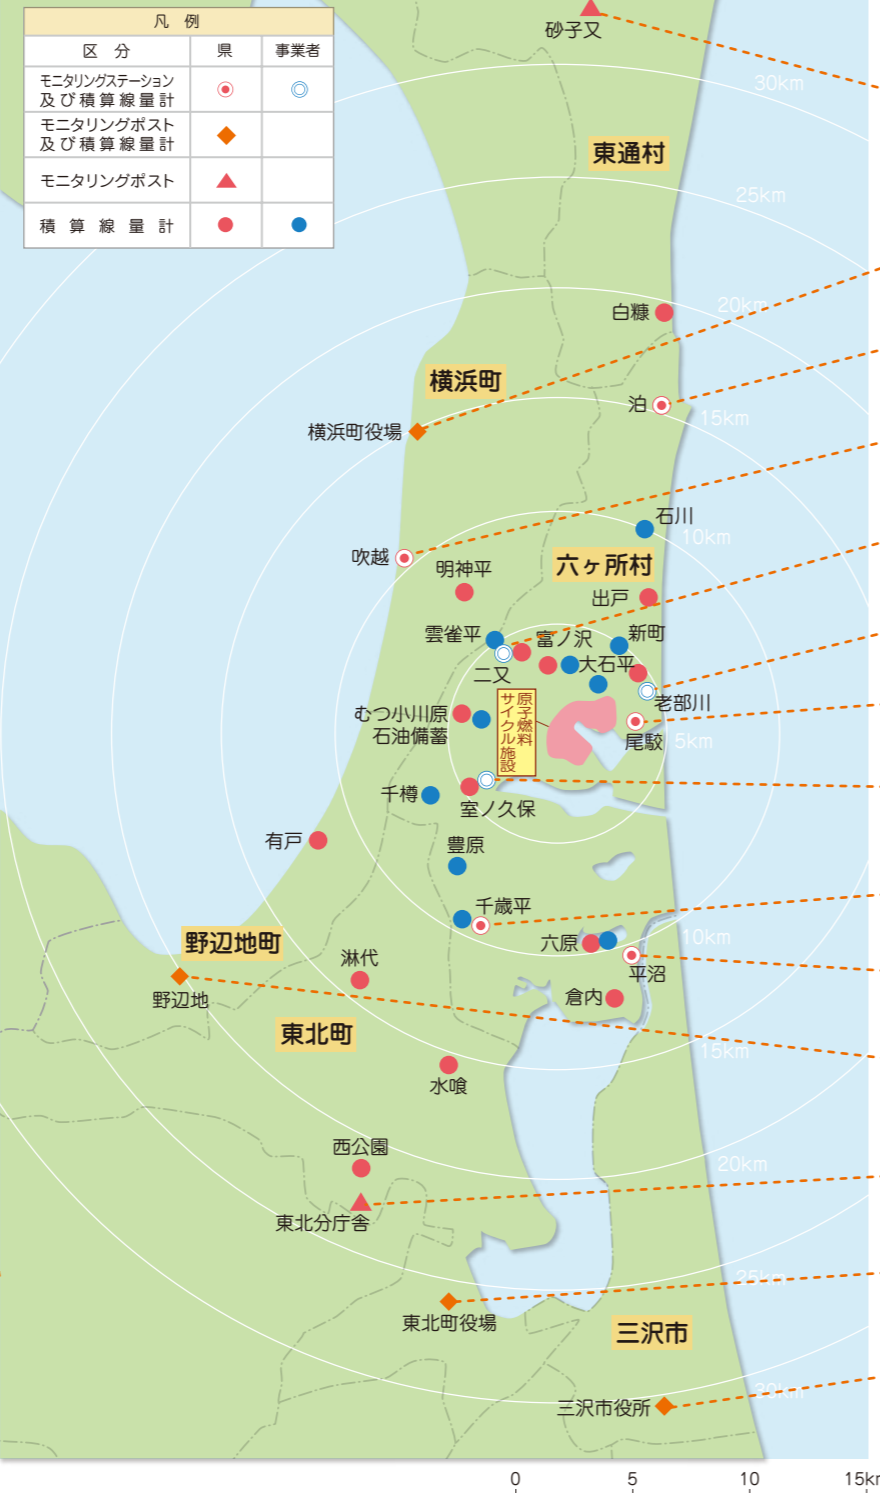 凡 例
区 分 県 事業者
モニタリングステーション
及び積算線量計
モニタリングポスト
及び積算線量計
モニタリングポスト
積 算 線 量 計
砂子又
30km
東通村
25km
20km
白糠
横浜町
泊
15km
横浜町役場
石川
10km
吹越
六ヶ所村
明神平
出戸
雲雀平
富ノ沢
新町
二又
大石平
老部川
原子燃料
サイクル施設
むつ小川原
石油備蓄
尾駮
5km
千樽
室ノ久保
有戸
豊原
千歳平
野辺地町
六原
10km
淋代
平沼
野辺地
倉内
東北町
15km
水喰
西公園
20km
東北分庁舎
25km
東北町役場
三沢市
30km
三沢市役所
0 5 10 15km